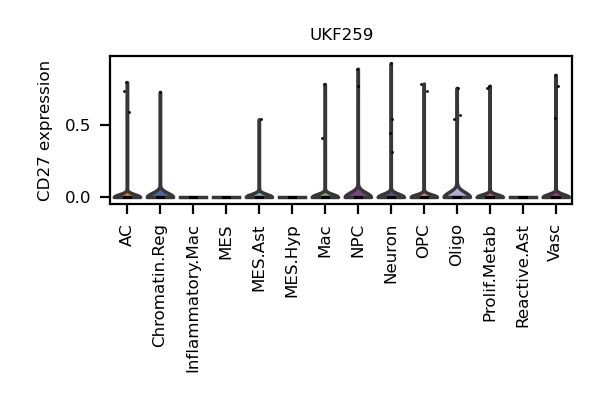 UKF259
CD27 expression
0.5
0.0
AC
Chromatin.Reg
Inflammatory.Mac
MES
MES.Ast
MES.Hyp
Mac
NPC
Neuron
OPC
Oligo
Prolif.Metab
Reactive.Ast
Vasc